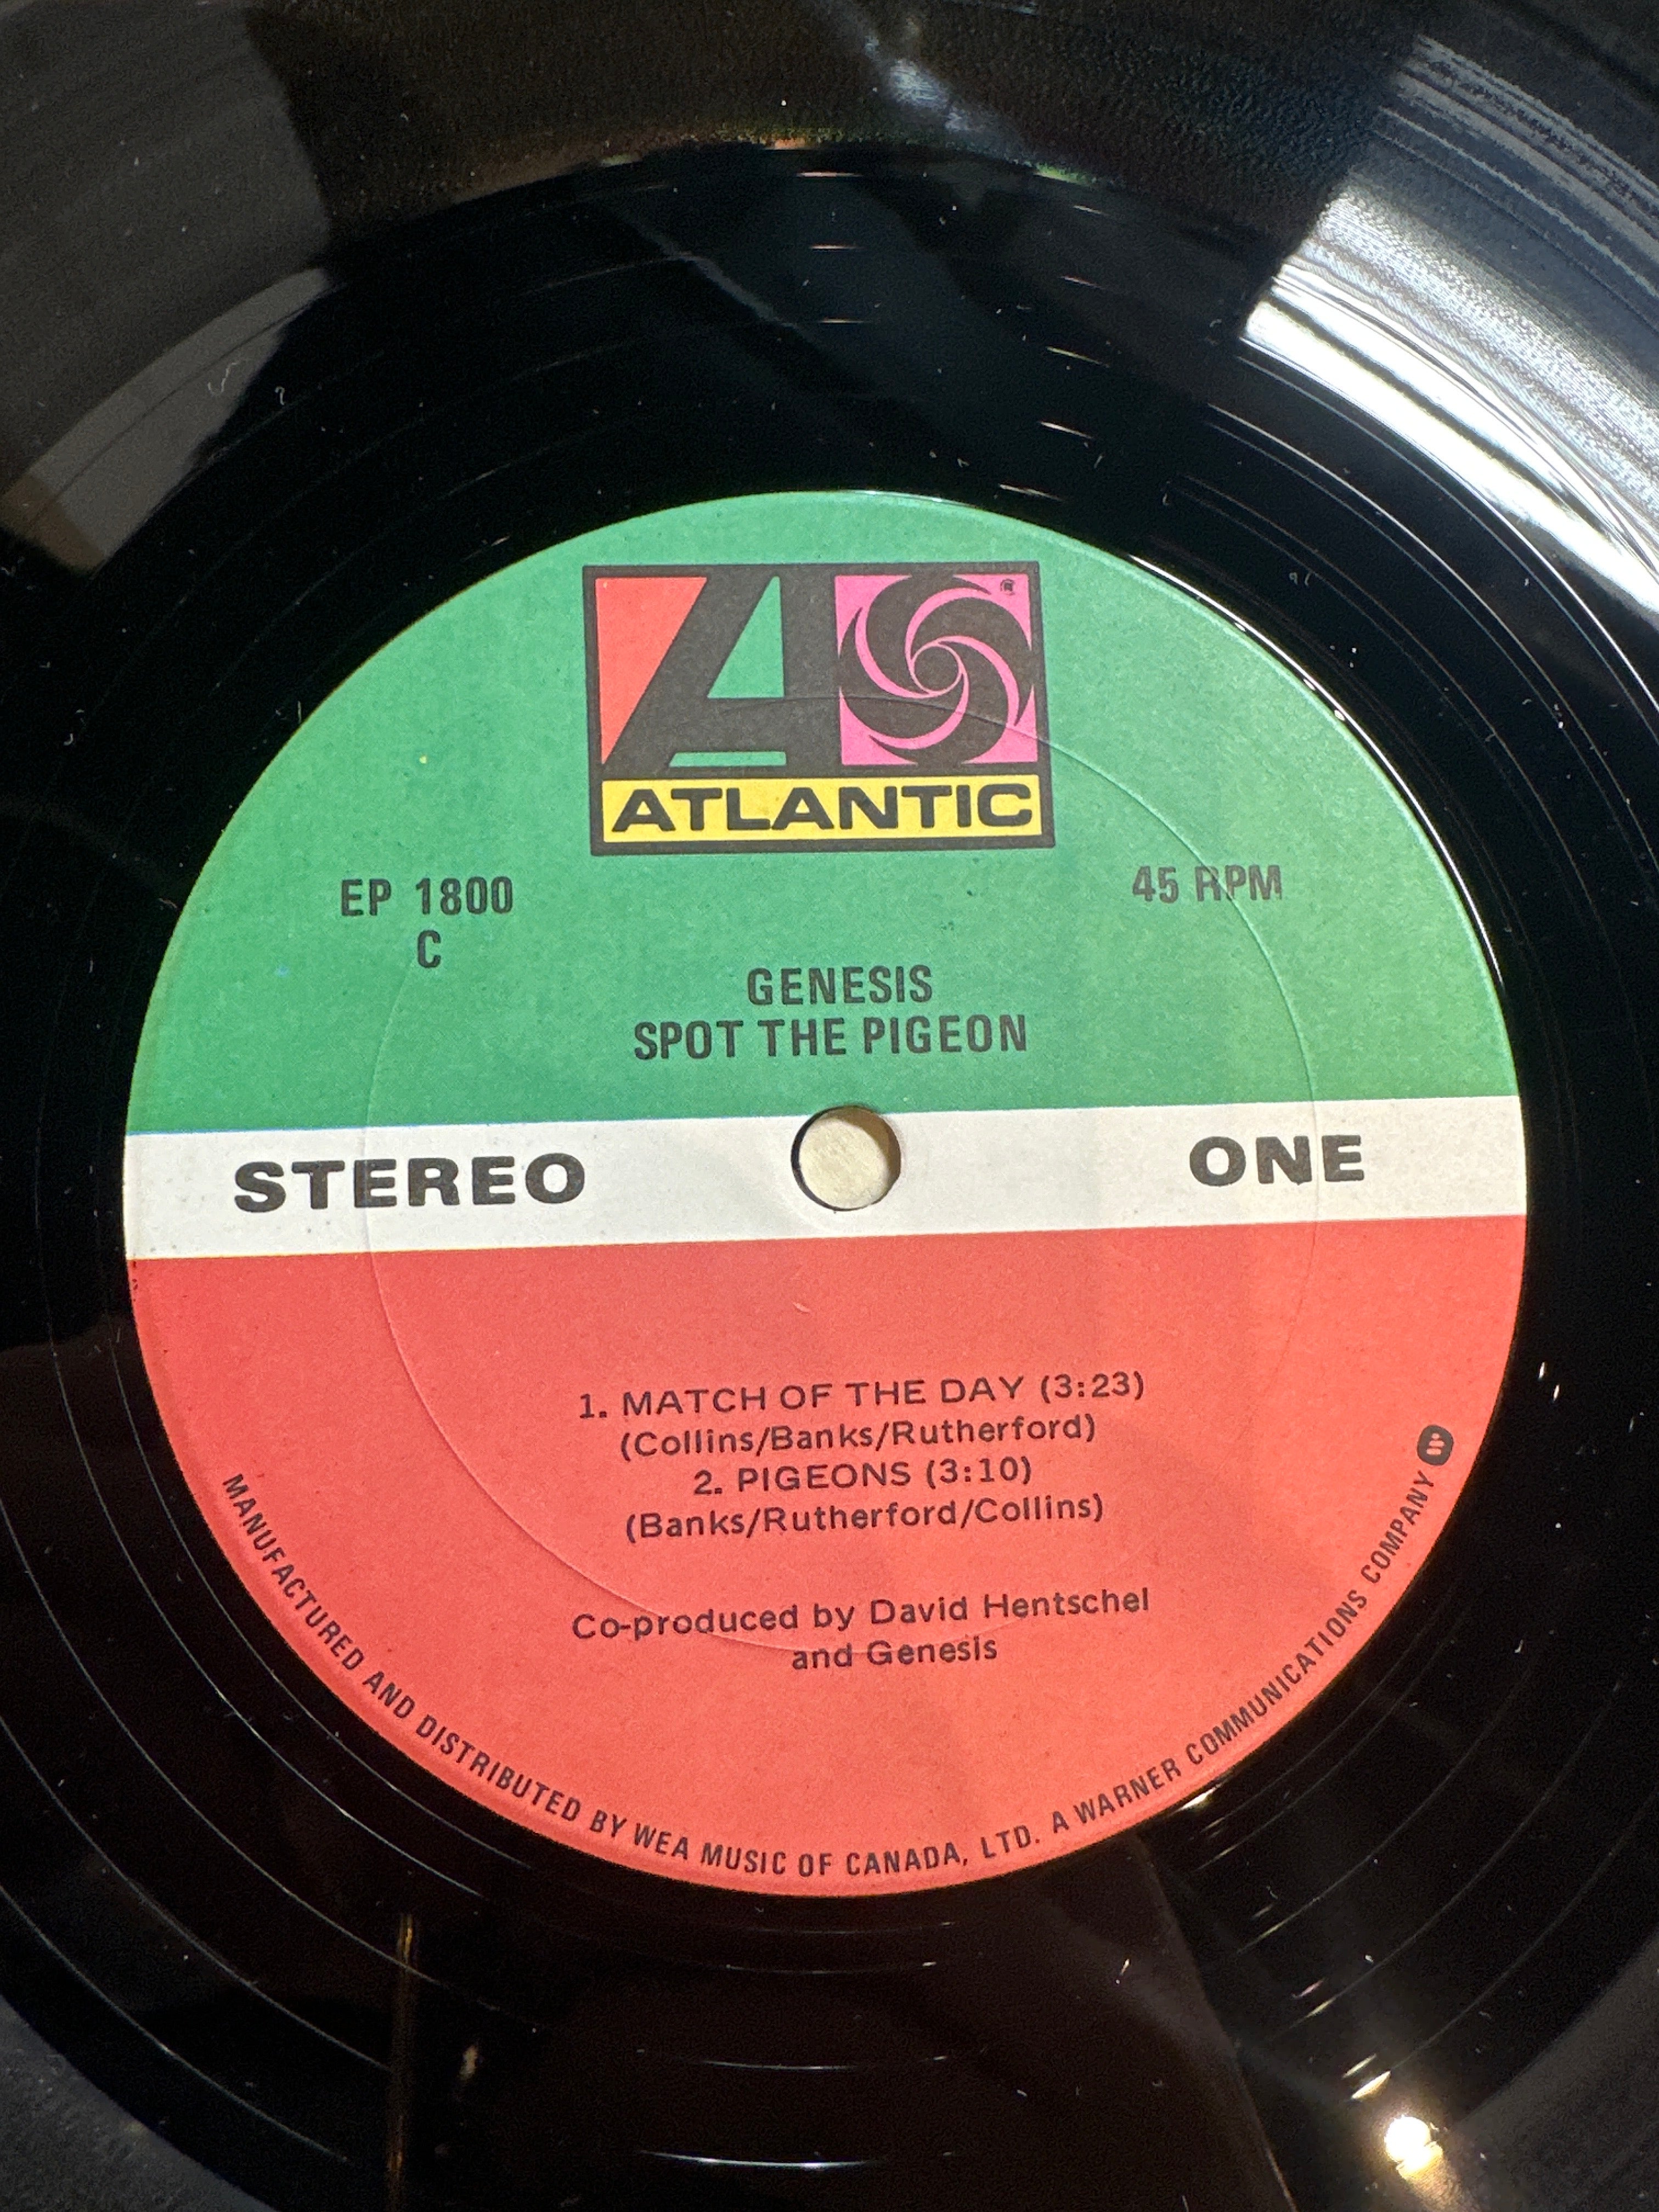 ATLANTIC
EP 1800
C
45 RPM
GENESIS
SPOT THE PIGEON
STEREO
ONE
1. MATCH OF THE DAY (3:23)
(Collins/Banks/Rutherford)
2. PIGEONS (3:10)
(Banks/Rutherford/Collins)
Co-produced by David Hentschel
and Genesis
MANUFACTURED AND DISTRIBUTED BY WEA MUSIC OF CANADA, LTD. A WARNER COMMUNICATIONS COMPANY